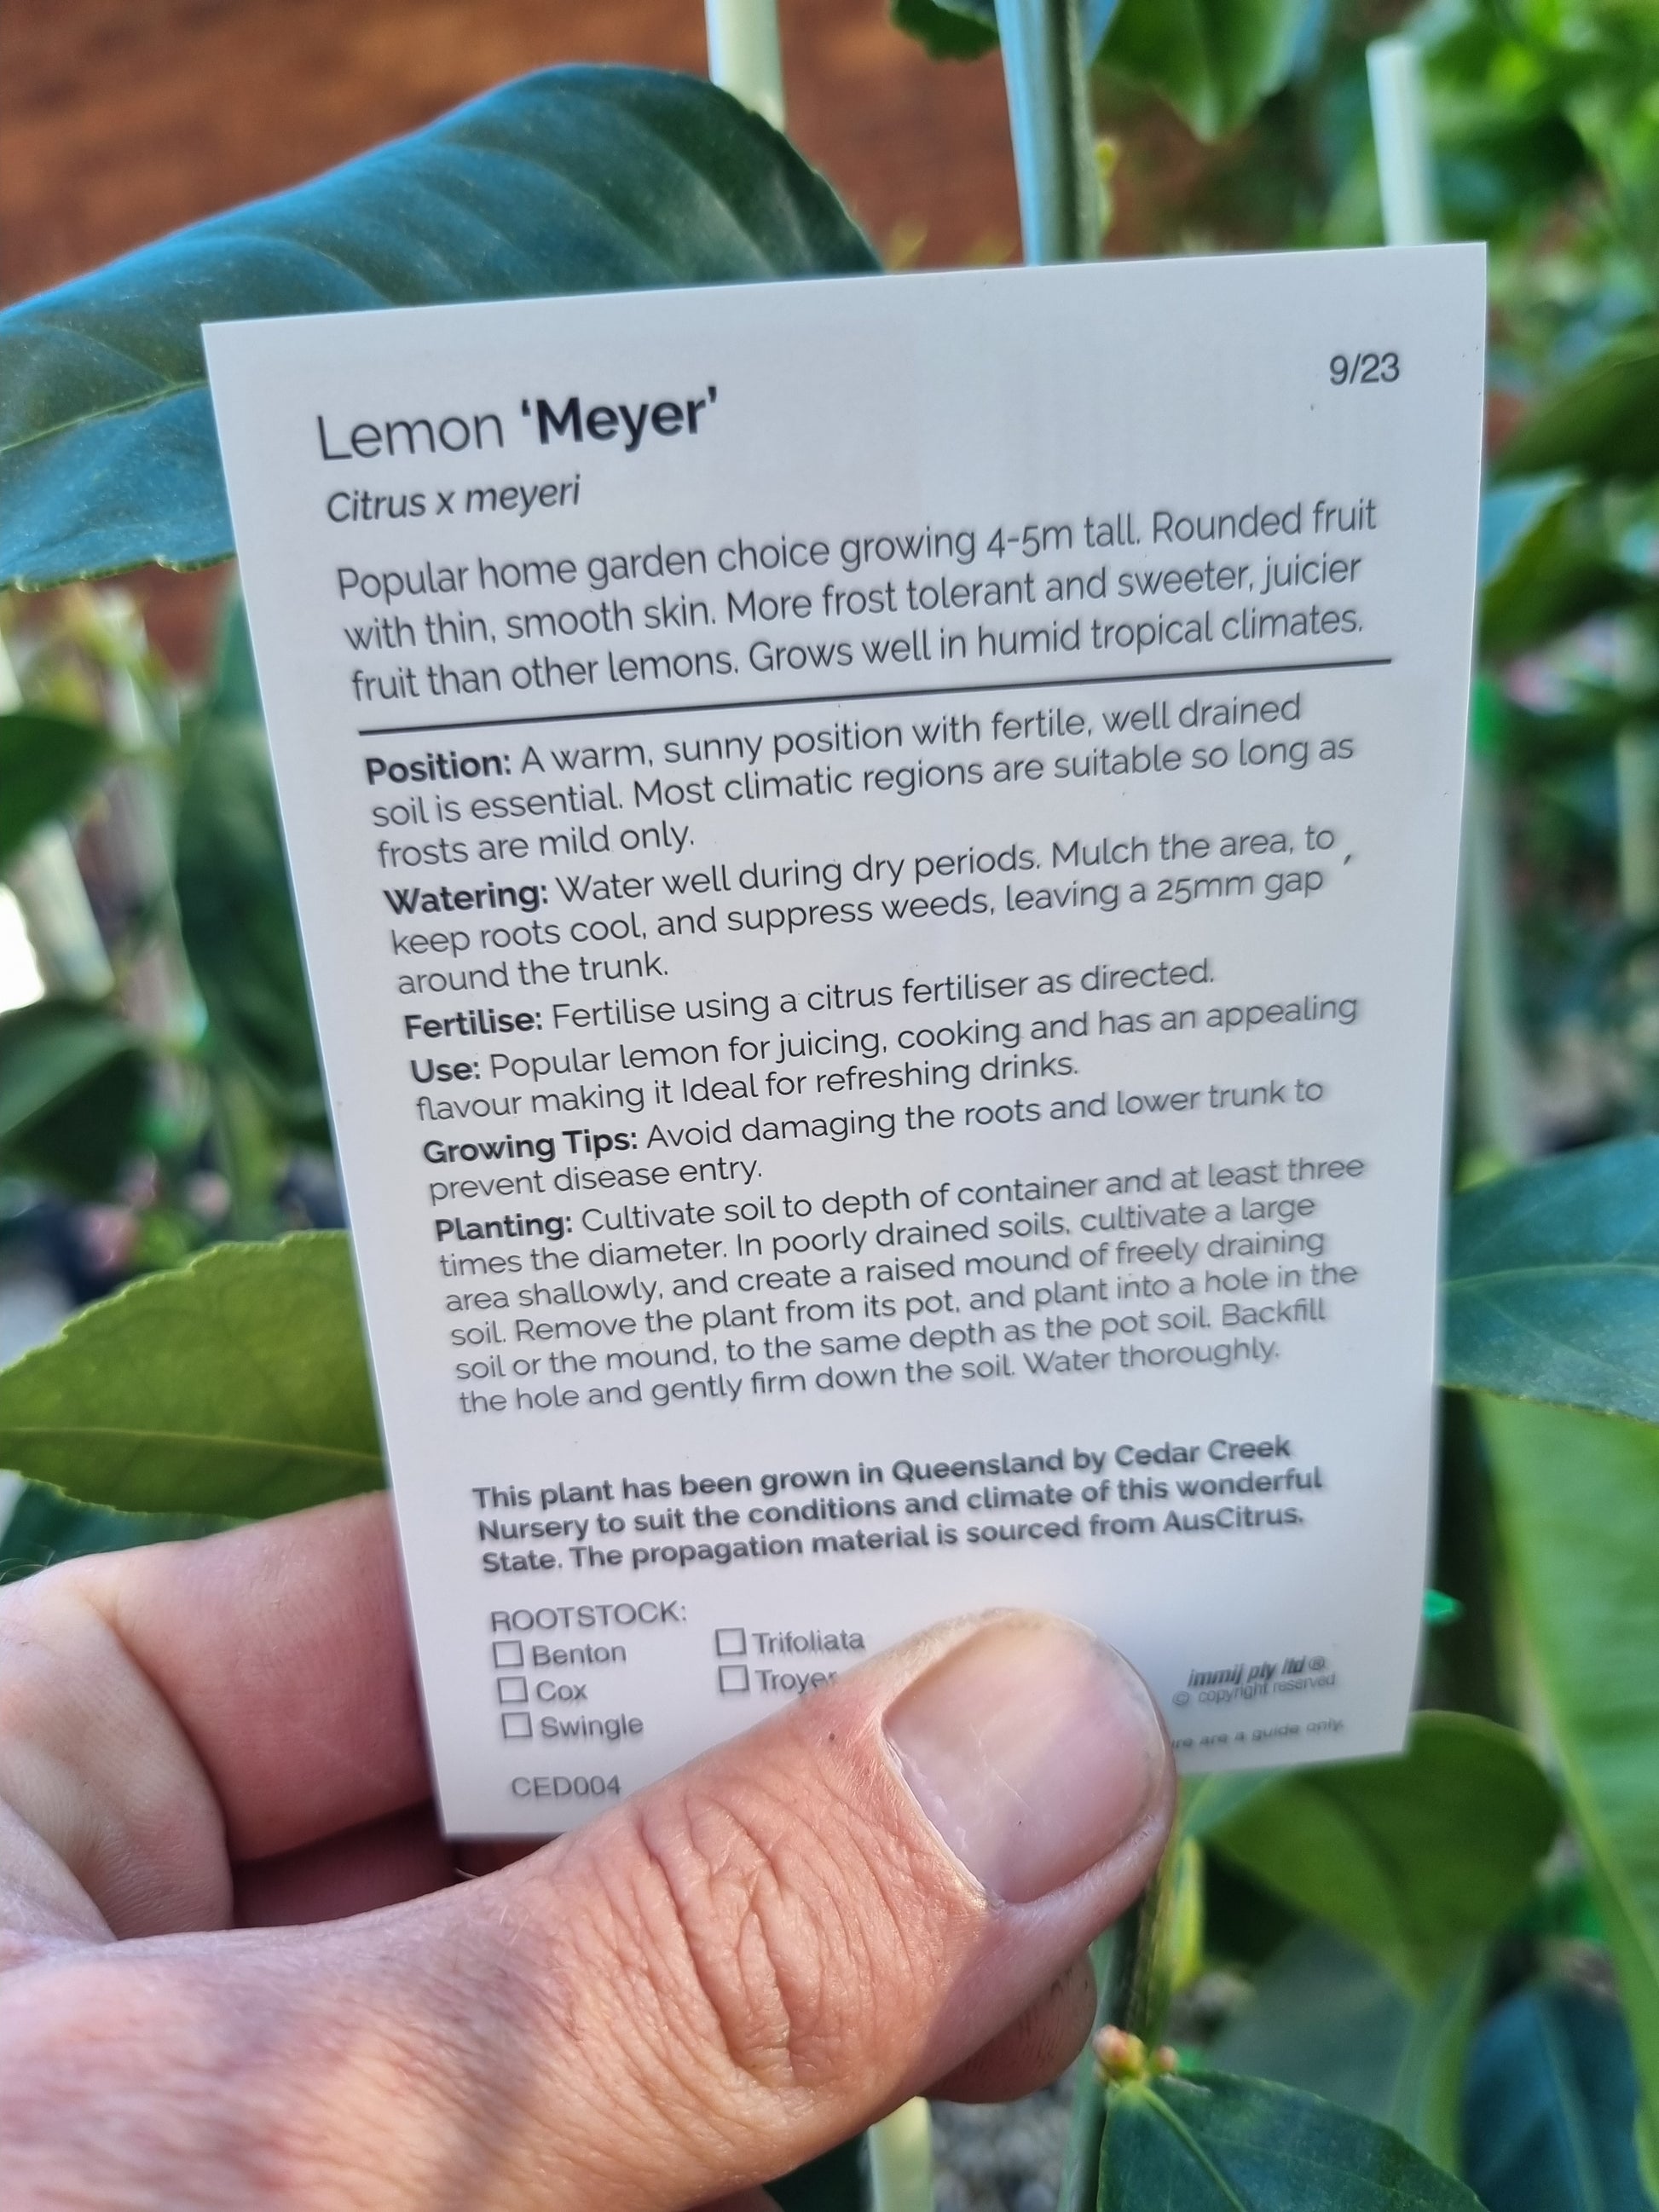 9/23
Lemon ‘Meyer’
Citrus x meyeri
Popular home garden choice growing 4-5m tall. Rounded fruit
with thin, smooth skin. More frost tolerant and sweeter, juicier
fruit than other lemons. Grows well in humid tropical climates.
Position: A warm, sunny position with fertile, well drained
soil is essential. Most climatic regions are suitable so long as
frosts are mild only.
Watering: Water well during dry periods. Mulch the area, to
keep roots cool, and suppress weeds, leaving a 25mm gap
around the trunk.
Fertilise: Fertilise using a citrus fertiliser as directed.
Use: Popular lemon for juicing, cooking and has an appealing
flavour making it Ideal for refreshing drinks.
Growing Tips: Avoid damaging the roots and lower trunk to
prevent disease entry.
Planting: Cultivate soil to depth of container and at least three
times the diameter. In poorly drained soils, cultivate a large
area shallowly, and create a raised mound of freely draining
soil. Remove the plant from its pot, and plant into a hole in the
soil or the mound, to the same depth as the pot soil. Backfill
the hole and gently firm down the soil. Water thoroughly.
This plant has been grown in Queensland by Cedar Creek
Nursery to suit the conditions and climate of this wonderful
State. The propagation material is sourced from AusCitrus.
ROOTSTOCK:
Benton
Cox
Swingle
Trifoliata
Troyer
immij pty ltd ®
© copyright reserved
are a guide only.
CED004